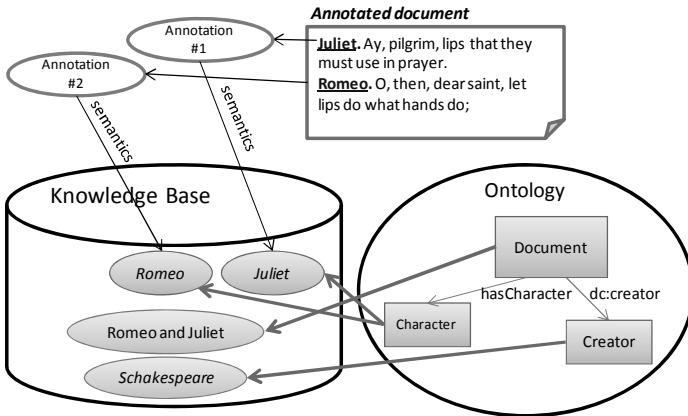 Annotated document
Annotation
#1
Juliet. Ay, pilgrim, lips that they
must use in prayer.
Romeo. O, then, dear saint, let
lips do what hands do;
Annotation
#2
semantics
semantics
Knowledge Base
Ontology
Document
Romeo
Juliet
hasCharacter
dc:creator
Character
Romeo and Juliet
Creator
Schakespeare